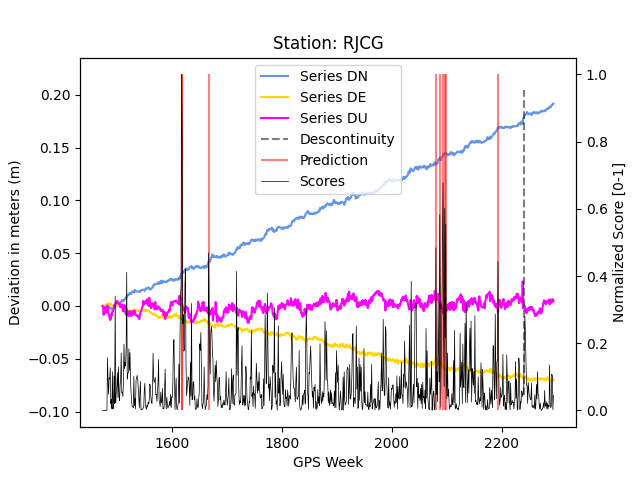 Station: RJCG
Series DN
Series DE
Series DU
Descontinuity
Prediction
Scores
0.20
0.15
0.10
0.05
0.00
−0.05
−0.10
Deviation in meters (m)
1.0
0.8
0.6
0.4
0.2
0.0
Normalized Score [0-1]
1600 1800 2000 2200
GPS Week